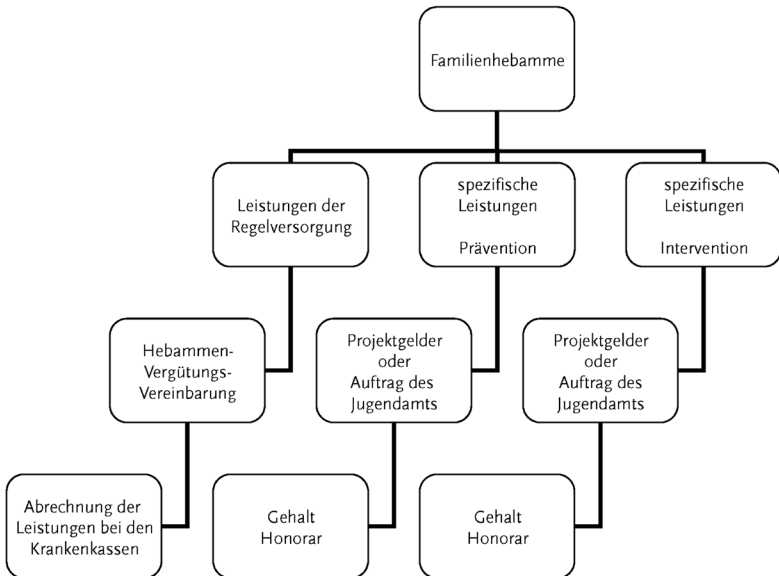 Familienhebamme
Leistungen der
Regelversorgung
spezifische
Leistungen
Prävention
spezifische
Leistungen
Intervention
Hebammen-
Vergütungs-
Vereinbarung
Projektgelder
oder
Auftrag des
Jugendamts
Projektgelder
oder
Auftrag des
Jugendamts
Abrechnung der
Leistungen bei den
Krankenkassen
Gehalt
Honorar
Gehalt
Honorar